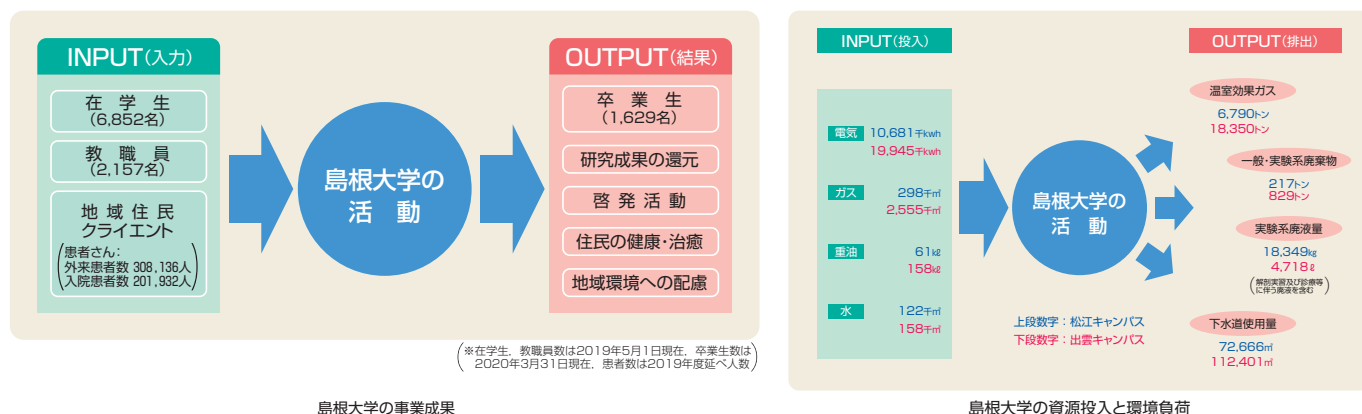 INPUT(入力)
在学生
(6,852名)
教職員
(2,157名)
地域住民
クライエント
(患者さん:
外来患者数 308,136人
入院患者数 201,932人)
島根大学の
活動
OUTPUT(結果)
卒業生
(1,629名)
研究成果の還元
啓発活動
住民の健康・治癒
地域環境への配慮
(※在学生，教職員数は2019年5月1日現在，卒業生数は
2020年3月31日現在，患者数は2019年度延べ人数)
島根大学の事業成果
INPUT(投入)
電気 10,681千kwh
19,945千kwh
ガス 298千㎥
2,555千㎥
重油 61㎘
158㎘
水 122千㎥
158千㎥
島根大学の
活動
上段数字：松江キャンパス
下段数字：出雲キャンパス
OUTPUT(排出)
温室効果ガス
6,790トン
18,350トン
一般・実験系廃棄物
217トン
829トン
実験系廃液量
18,349㎏
4,718ℓ
(解剖実習及び診療等
に伴う廃液を含む)
下水道使用量
72,666㎥
112,401㎥
島根大学の資源投入と環境負荷